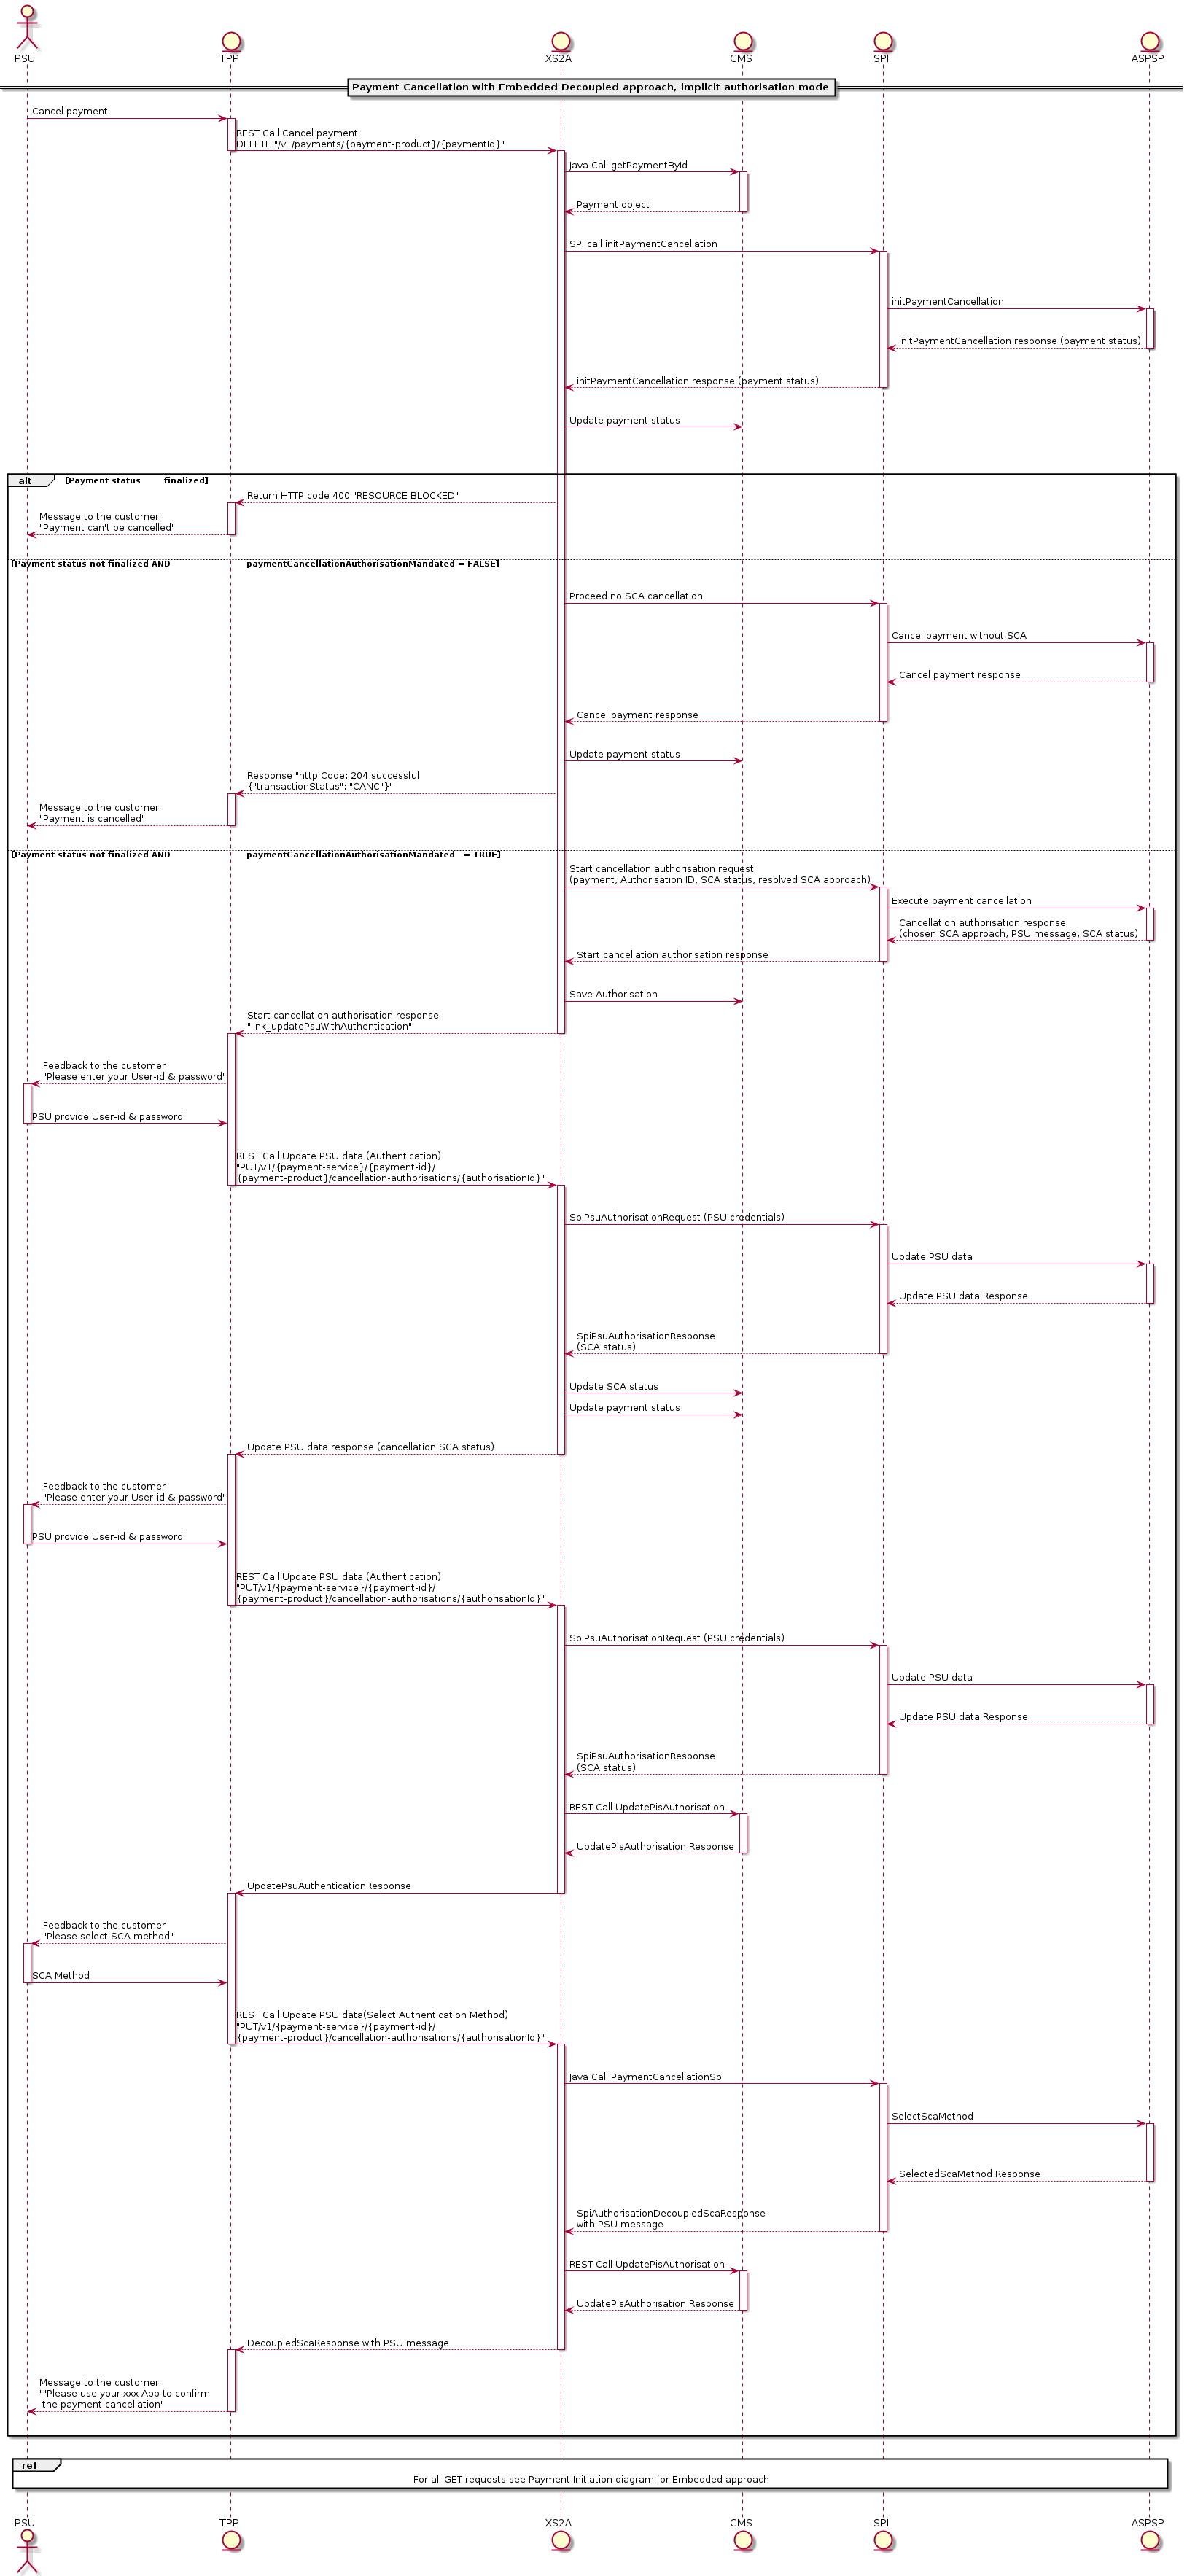 PSU
TPP
XS2A
CMS
SPI
ASPSP
Payment Cancellation with Embedded Decoupled approach, implicit authorisation mode
Cancel payment
REST Call Cancel payment
DELETE "/v1/payments/{payment-product}/{paymentId}"
Java Call getPaymentById
Payment object
SPI call initPaymentCancellation
initPaymentCancellation
initPaymentCancellation response (payment status)
initPaymentCancellation response (payment status)
Update payment status
alt [Payment status finalized]
Return HTTP code 400 "RESOURCE BLOCKED"
Message to the customer
"Payment can't be cancelled"
[Payment status not finalized AND paymentCancellationAuthorisationMandated = FALSE]
Proceed no SCA cancellation
Cancel payment without SCA
Cancel payment response
Cancel payment response
Update payment status
Response "http Code: 204 successful
{"transactionStatus": "CANC"}"
Message to the customer
"Payment is cancelled"
[Payment status not finalized AND paymentCancellationAuthorisationMandated = TRUE]
Start cancellation authorisation request
(payment, Authorisation ID, SCA status, resolved SCA approach)
Execute payment cancellation
Cancellation authorisation response
(chosen SCA approach, PSU message, SCA status)
Start cancellation authorisation response
Save Authorisation
Start cancellation authorisation response
"link_updatePsuWithAuthentication"
Feedback to the customer
"Please enter your User-id & password"
PSU provide User-id & password
REST Call Update PSU data (Authentication)
"PUT/v1/{payment-service}/{payment-id}/
{payment-product}/cancellation-authorisations/{authorisationId}"
SpiPsuAuthorisationRequest (PSU credentials)
Update PSU data
Update PSU data Response
SpiPsuAuthorisationResponse
(SCA status)
Update SCA status
Update payment status
Update PSU data response (cancellation SCA status)
Feedback to the customer
"Please enter your User-id & password"
PSU provide User-id & password
REST Call Update PSU data (Authentication)
"PUT/v1/{payment-service}/{payment-id}/
{payment-product}/cancellation-authorisations/{authorisationId}"
SpiPsuAuthorisationRequest (PSU credentials)
Update PSU data
Update PSU data Response
SpiPsuAuthorisationResponse
(SCA status)
REST Call UpdatePisAuthorisation
UpdatePisAuthorisation Response
UpdatePsuAuthenticationResponse
Feedback to the customer
"Please select SCA method"
SCA Method
REST Call Update PSU data(Select Authentication Method)
"PUT/v1/{payment-service}/{payment-id}/
{payment-product}/cancellation-authorisations/{authorisationId}"
Java Call PaymentCancellationSpi
SelectScaMethod
SelectedScaMethod Response
SpiAuthorisationDecoupledScaResponse
with PSU message
REST Call UpdatePisAuthorisation
UpdatePisAuthorisation Response
DecoupledScaResponse with PSU message
Message to the customer
""Please use your xxx App to confirm
the payment cancellation"
ref
For all GET requests see Payment Initiation diagram for Embedded approach
PSU
TPP
XS2A
CMS
SPI
ASPSP